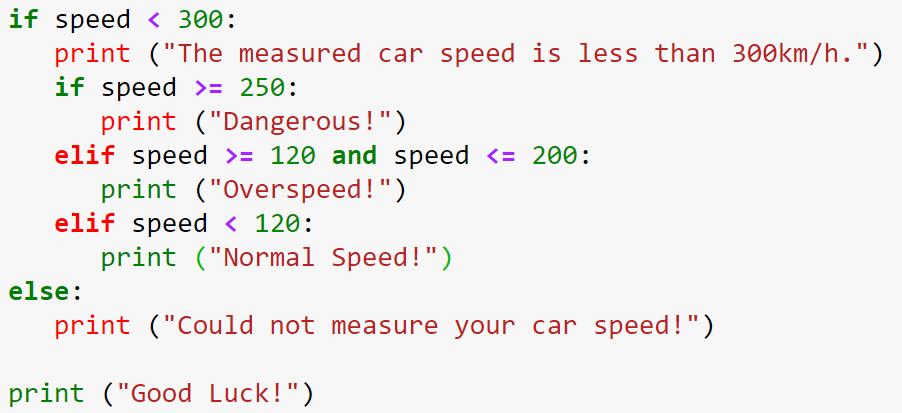 if speed < 300:
   print ("The measured car speed is less than 300km/h.")
   if speed >= 250:
      print ("Dangerous!")
   elif speed >= 120 and speed <= 200:
      print ("Overspeed!")
   elif speed < 120:
      print ("Normal Speed!")
else:
   print ("Could not measure your car speed!")

print ("Good Luck!")